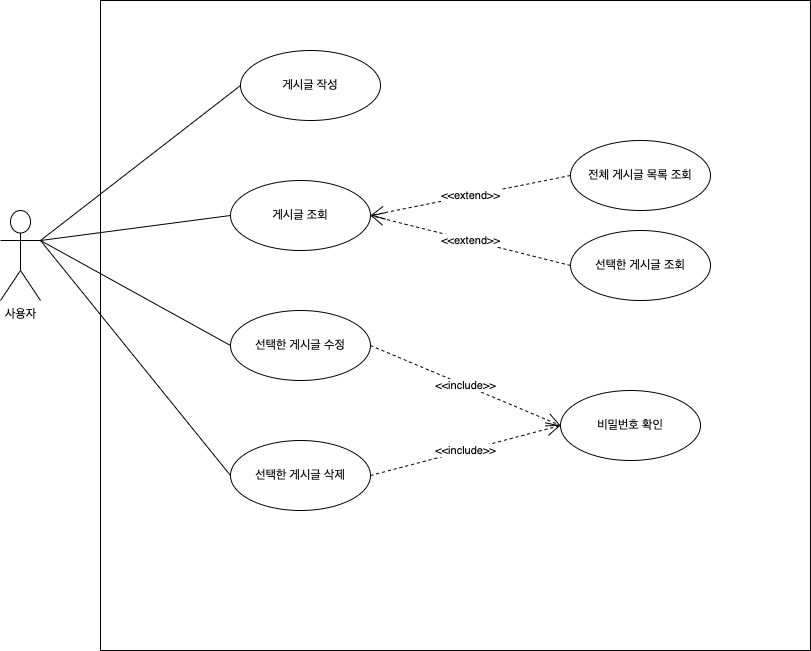 게시글 작성
전체 게시글 목록 조회
<<extend>>
게시글 조회
<<extend>>
선택한 게시글 조회
사용자
선택한 게시글 수정
<<include>>
비밀번호 확인
<<include>>
선택한 게시글 삭제